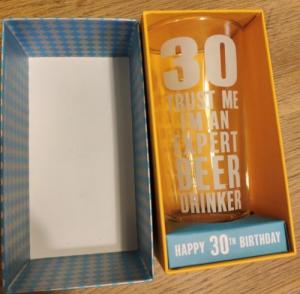 30
TRUST ME
I'M AN
EXPERT
BEER
DRINKER
HAPPY 30TH BIRTHDAY